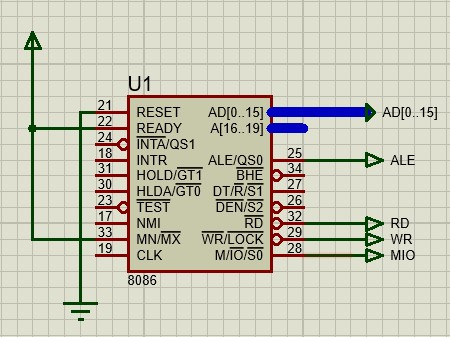 U1
21 RESET AD[0..15] AD[0..15]
22 READY A[16..19]
24 INTA/QS1
18 INTR ALE/QS0 25 ALE
31 HOLD/GT1 BHE 34
30 HLDA/GT0 DT/R/S1 27
23 TEST DEN/S2 26
17 NMI RD 32 RD
33 MN/MX WR/LOCK 29 WR
19 CLK M/IO/S0 28 MIO
8086